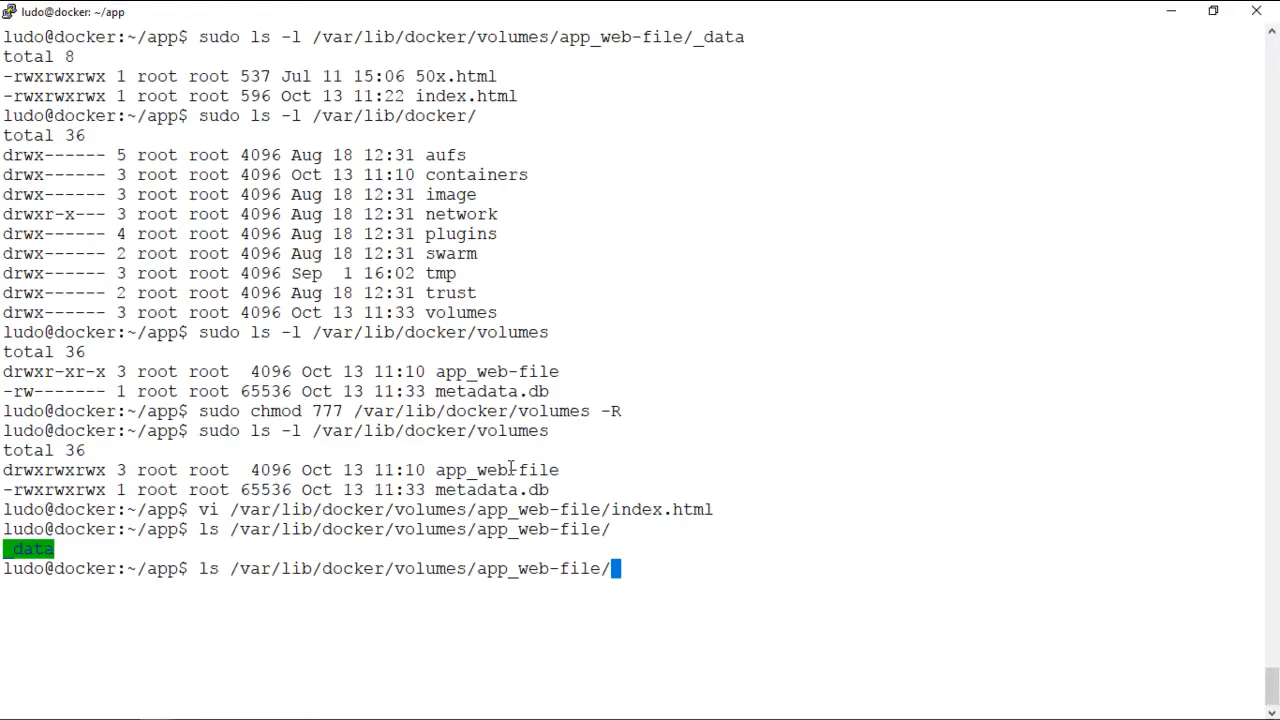 ludo@docker: ~/app
ludo@docker:~/app$ sudo ls -l /var/lib/docker/volumes/app_web-file/_data
total 8
-rwxrwxrwx 1 root root 537 Jul 11 15:06 50x.html
-rwxrwxrwx 1 root root 596 Oct 13 11:22 index.html
ludo@docker:~/app$ sudo ls -l /var/lib/docker/
total 36
drwx------ 5 root root 4096 Aug 18 12:31 aufs
drwx------ 3 root root 4096 Oct 13 11:10 containers
drwx------ 3 root root 4096 Aug 18 12:31 image
drwxr-x--- 3 root root 4096 Aug 18 12:31 network
drwx------ 4 root root 4096 Aug 18 12:31 plugins
drwx------ 2 root root 4096 Aug 18 12:31 swarm
drwx------ 3 root root 4096 Sep  1 16:02 tmp
drwx------ 2 root root 4096 Aug 18 12:31 trust
drwx------ 3 root root 4096 Oct 13 11:33 volumes
ludo@docker:~/app$ sudo ls -l /var/lib/docker/volumes
total 36
drwxr-xr-x 3 root root  4096 Oct 13 11:10 app_web-file
-rw------- 1 root root 65536 Oct 13 11:33 metadata.db
ludo@docker:~/app$ sudo chmod 777 /var/lib/docker/volumes -R
ludo@docker:~/app$ sudo ls -l /var/lib/docker/volumes
total 36
drwxrwxrwx 3 root root  4096 Oct 13 11:10 app_web-file
-rwxrwxrwx 1 root root 65536 Oct 13 11:33 metadata.db
ludo@docker:~/app$ vi /var/lib/docker/volumes/app_web-file/index.html
ludo@docker:~/app$ ls /var/lib/docker/volumes/app_web-file/
_data
ludo@docker:~/app$ ls /var/lib/docker/volumes/app_web-file/